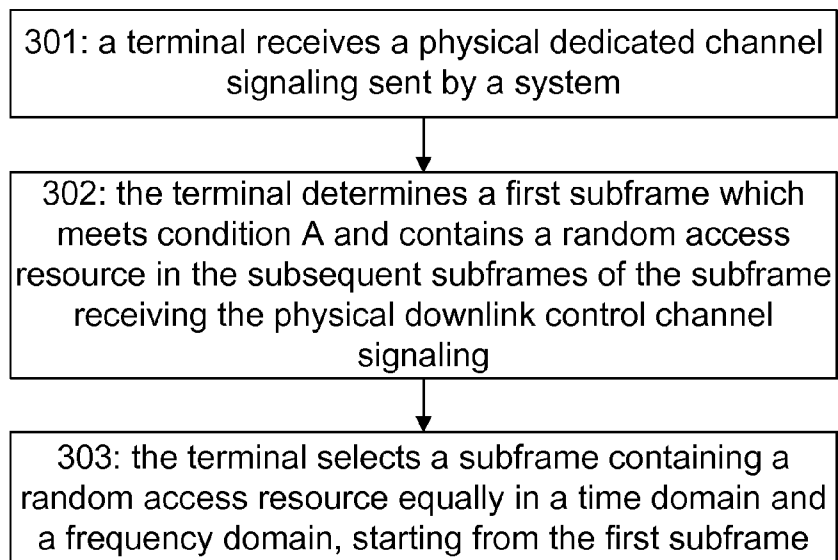 301: a terminal receives a physical dedicated channel
signaling sent by a system
302: the terminal determines a first subframe which
meets condition A and contains a random access
resource in the subsequent subframes of the subframe
receiving the physical downlink control channel
signaling
303: the terminal selects a subframe containing a
random access resource equally in a time domain and
a frequency domain, starting from the first subframe